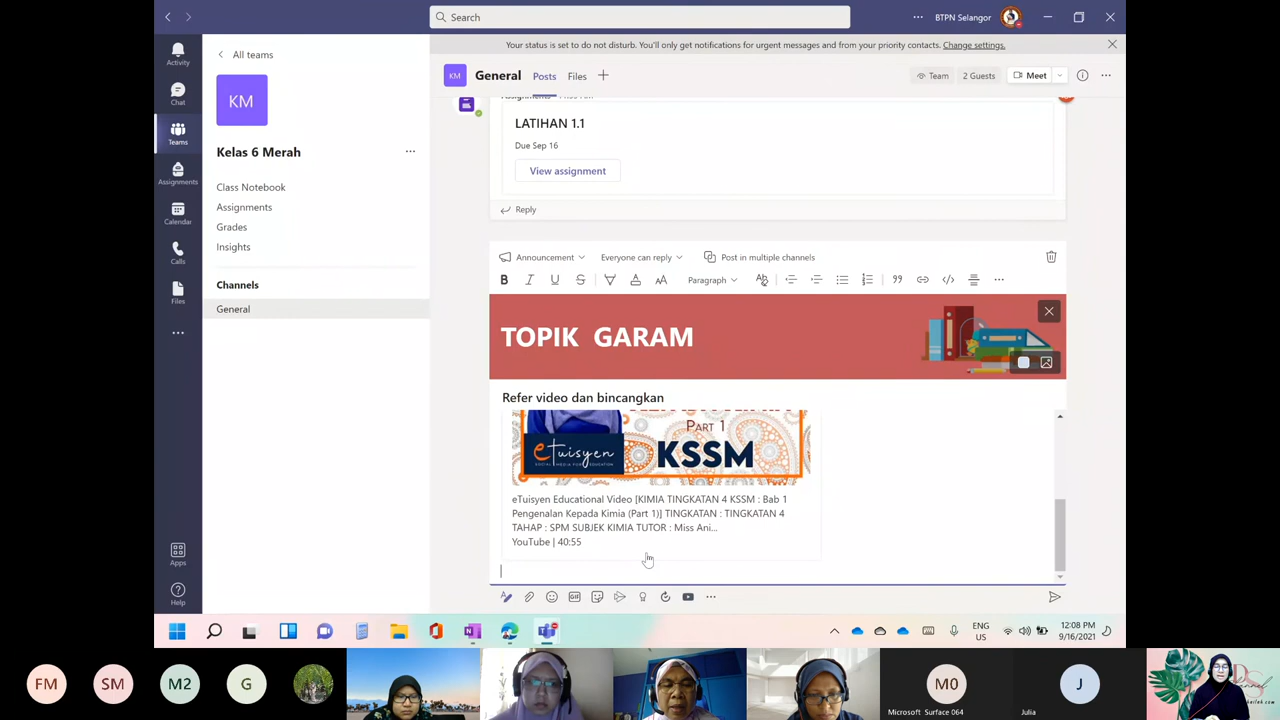 Search
BTPN Selangor
Your status is set to do not disturb. You'll only get notifications for urgent messages and from your priority contacts. Change settings.
Activity
Chat
Teams
Assignments
Calendar
Calls
Files
Apps
Help
All teams
KM
Kelas 6 Merah
Class Notebook
Assignments
Grades
Insights
Channels
General
KM
General
Posts
Files
Team
2 Guests
Meet
LATIHAN 1.1
Due Sep 16
View assignment
Reply
Announcement
Everyone can reply
Post in multiple channels
Paragraph
TOPIK GARAM
Refer video dan bincangkan
PART 1
eTuisyen
SOCIAL MEDIA FOR EDUCATION
KSSM
eTuisyen Educational Video [KIMIA TINGKATAN 4 KSSM : Bab 1
Pengenalan Kepada Kimia (Part 1)] TINGKATAN : TINGKATAN 4
TAHAP : SPM SUBJEK KIMIA TUTOR : Miss Ani...
YouTube | 40:55
ENG
US
12:08 PM
9/16/2021
FM
SM
M2
G
M0
Microsoft Surface 064
J
Julia